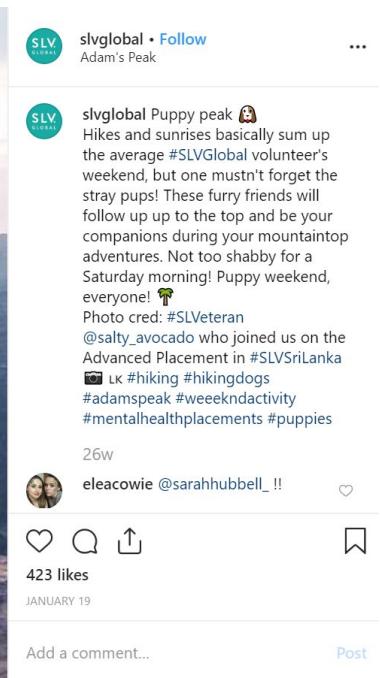 SLV.
GLOBAL
slvglobal • Follow
Adam's Peak
SLV.
GLOBAL
slvglobal Puppy peak 🐶
Hikes and sunrises basically sum up
the average #SLVGlobal volunteer's
weekend, but one mustn't forget the
stray pups! These furry friends will
follow up up to the top and be your
companions during your mountaintop
adventures. Not too shabby for a
Saturday morning! Puppy weekend,
everyone! 🌴
Photo cred: #SLVeteran
@salty_avocado who joined us on the
Advanced Placement in #SLVSriLanka
📷 LK #hiking #hikingdogs
#adamspeak #weeekndactivity
#mentalhealthplacements #puppies
26w
eleacowie @sarahhubbell_ !!
423 likes
JANUARY 19
Add a comment...
Post